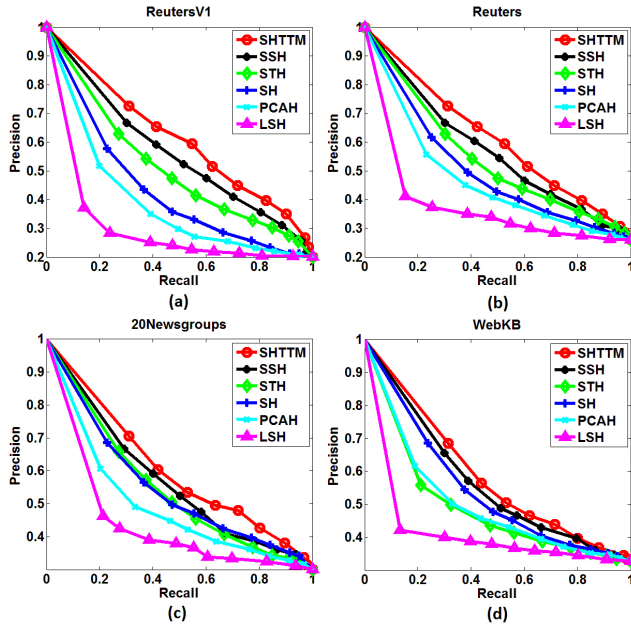 ReutersV1
1
0.9
0.8
0.7
0.6
0.5
0.4
0.3
0.2
Precision
0 0.2 0.4 0.6 0.8 1
Recall
SHTTM
SSH
STH
SH
PCAH
LSH
(a)
Reuters
1
0.9
0.8
0.7
0.6
0.5
0.4
0.3
0.2
Precision
0 0.2 0.4 0.6 0.8 1
Recall
SHTTM
SSH
STH
SH
PCAH
LSH
(b)
20Newsgroups
1
0.9
0.8
0.7
0.6
0.5
0.4
Precision
0 0.2 0.4 0.6 0.8 1
Recall
SHTTM
SSH
STH
SH
PCAH
LSH
(c)
WebKB
1
0.9
0.8
0.7
0.6
0.5
0.4
Precision
0 0.2 0.4 0.6 0.8 1
Recall
SHTTM
SSH
STH
SH
PCAH
LSH
(d)